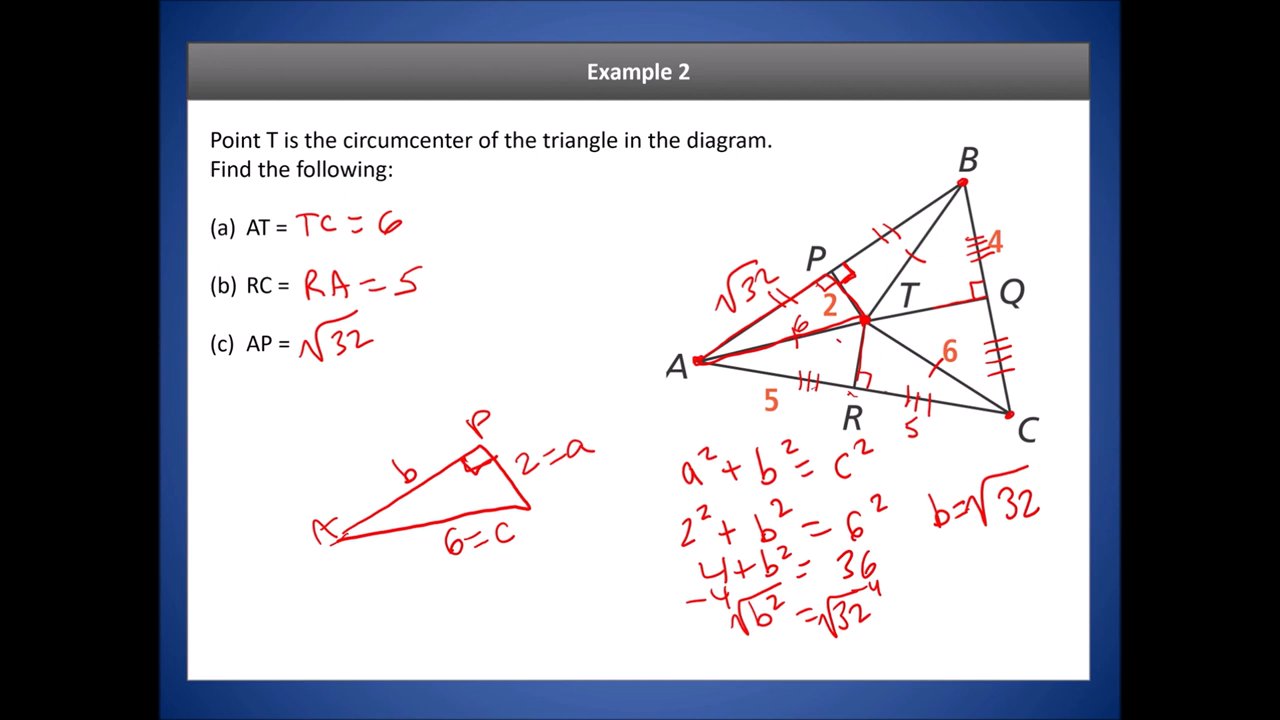 Example 2
Point T is the circumcenter of the triangle in the diagram.
Find the following:
(a) AT = TC = 6
(b) RC = RA = 5
(c) AP = √32
B
4
P
√32
2
T
Q
6
A
6
5
R
5
C
P
b
2=a
A
6=c
a² + b² = c²
2² + b² = 6²
b=√32
4+b² = 36
-4 -4
√b² = √32